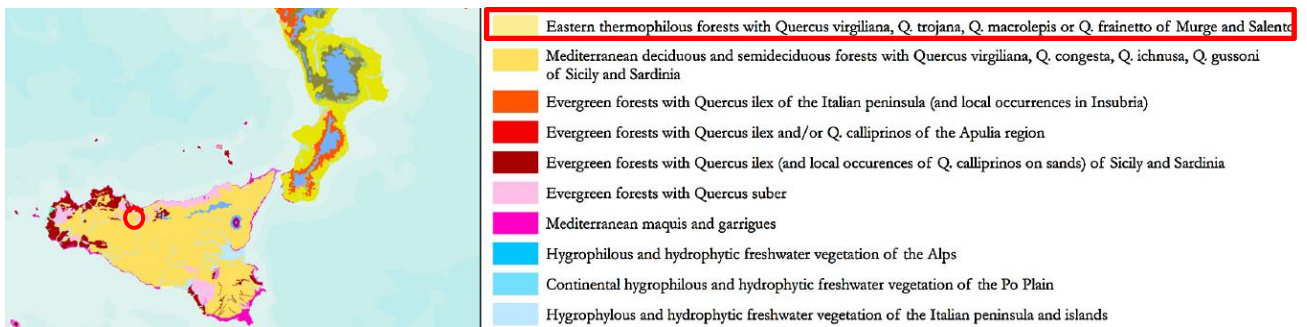 Eastern thermophilous forests with Quercus virgiliana, Q. trojana, Q. macrolepis or Q. frainetto of Murge and Salento
Mediterranean deciduous and semideciduous forests with Quercus virgiliana, Q. congesta, Q. ichnusa, Q. gussoni
of Sicily and Sardinia
Evergreen forests with Quercus ilex of the Italian peninsula (and local occurrences in Insubria)
Evergreen forests with Quercus ilex and/or Q. calliprinos of the Apulia region
Evergreen forests with Quercus ilex (and local occurences of Q. calliprinos on sands) of Sicily and Sardinia
Evergreen forests with Quercus suber
Mediterranean maquis and garrigues
Hygrophilous and hydrophytic freshwater vegetation of the Alps
Continental hygrophilous and hydrophytic freshwater vegetation of the Po Plain
Hygrophylous and hydrophytic freshwater vegetation of the Italian peninsula and islands